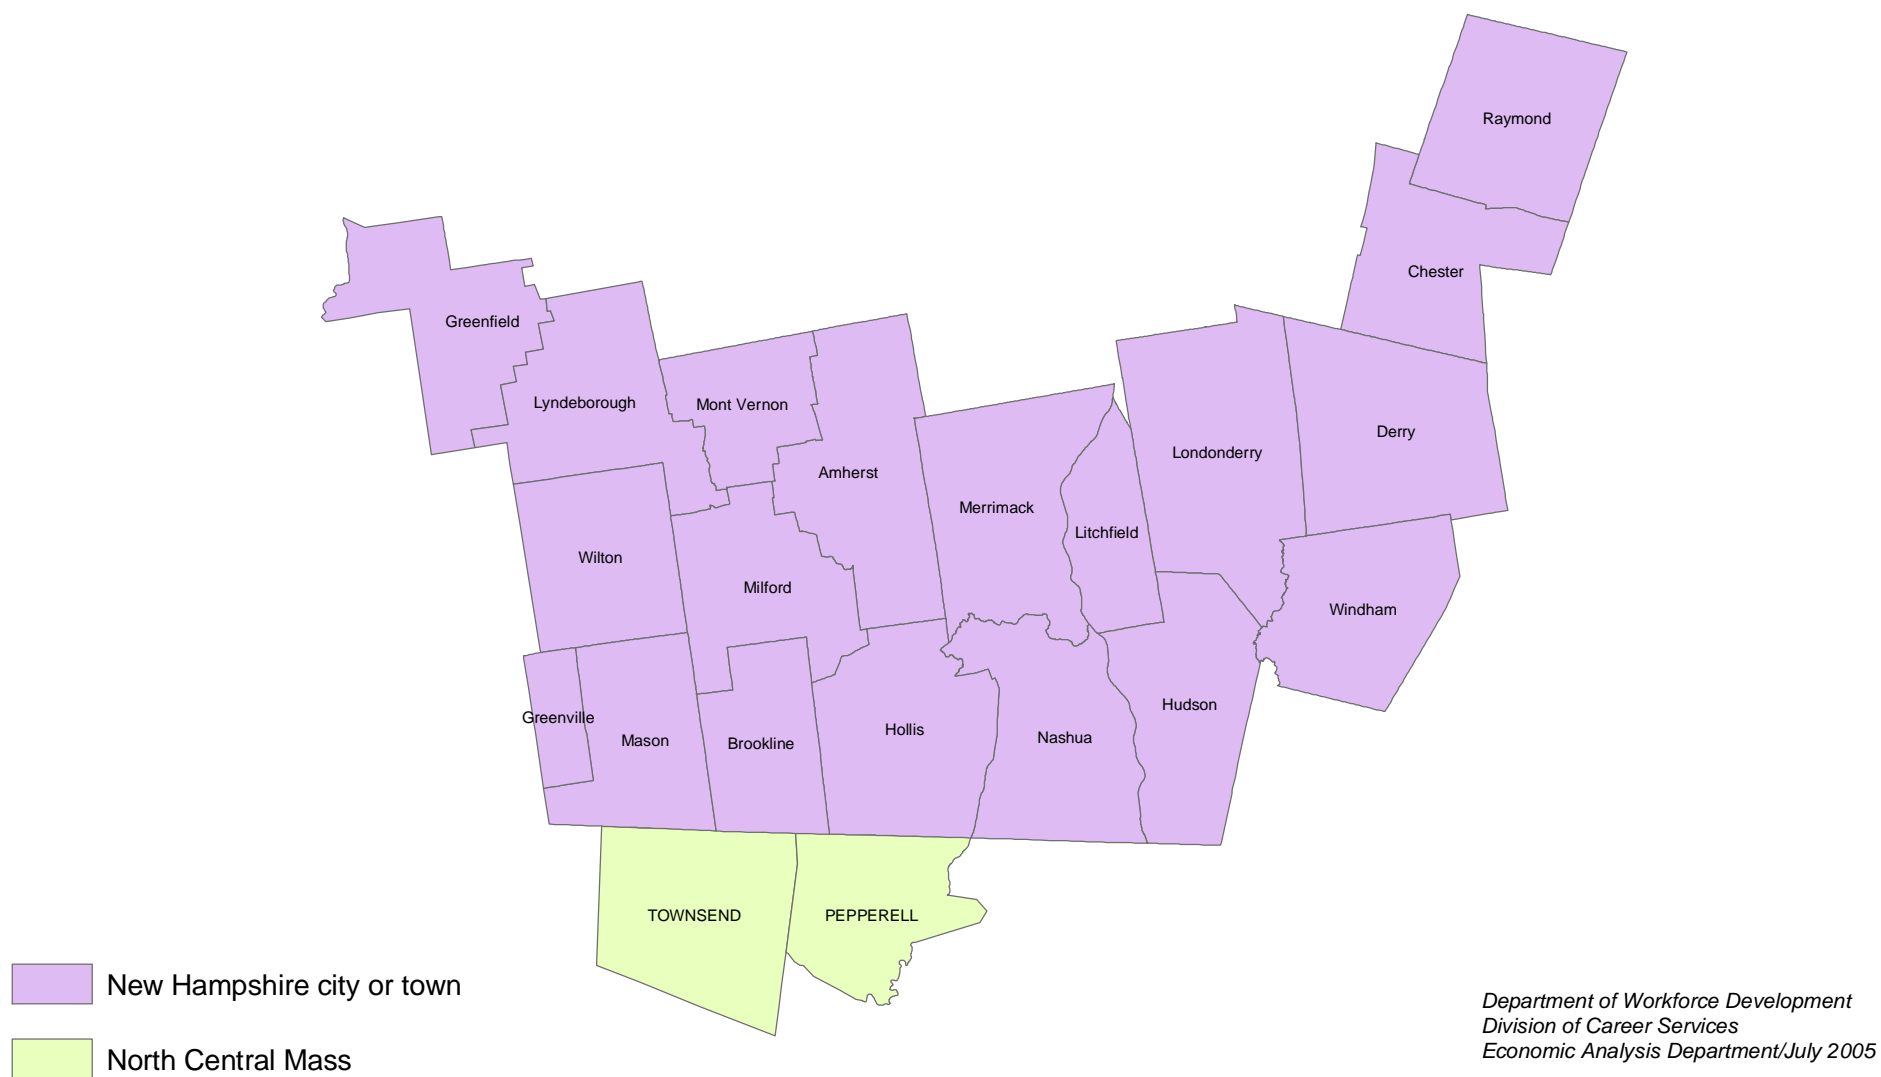 Raymond
Chester
Greenfield
Lyndeborough
Mont Vernon
Derry
Londonderry
Amherst
Merrimack
Litchfield
Wilton
Milford
Windham
Hudson
Greenville
Hollis
Nashua
Mason
Brookline
TOWNSEND
PEPPERELL
New Hampshire city or town
North Central Mass
Department of Workforce Development
Division of Career Services
Economic Analysis Department/July 2005